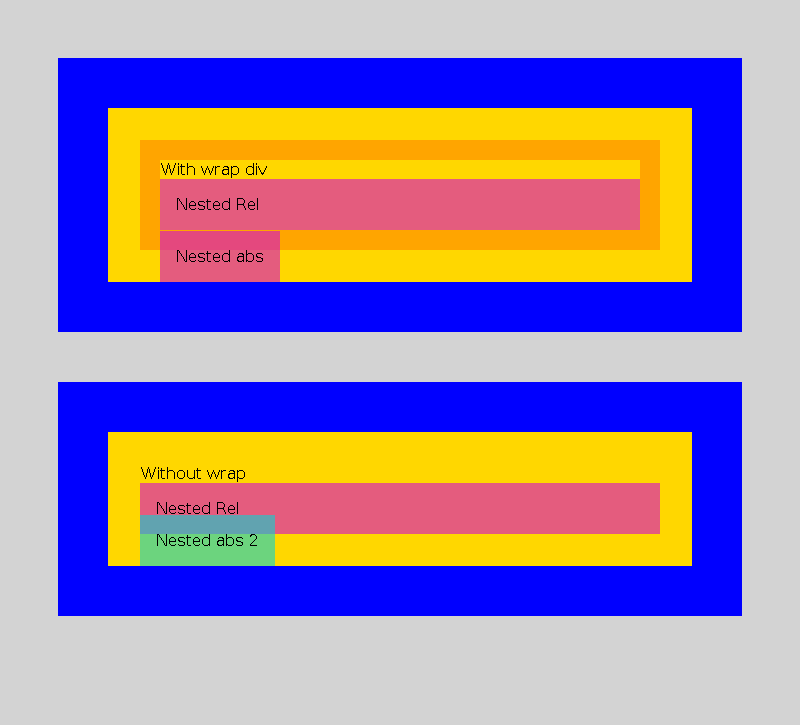 With wrap div
Nested Rel
Nested abs
Without wrap
Nested Rel
Nested abs 2